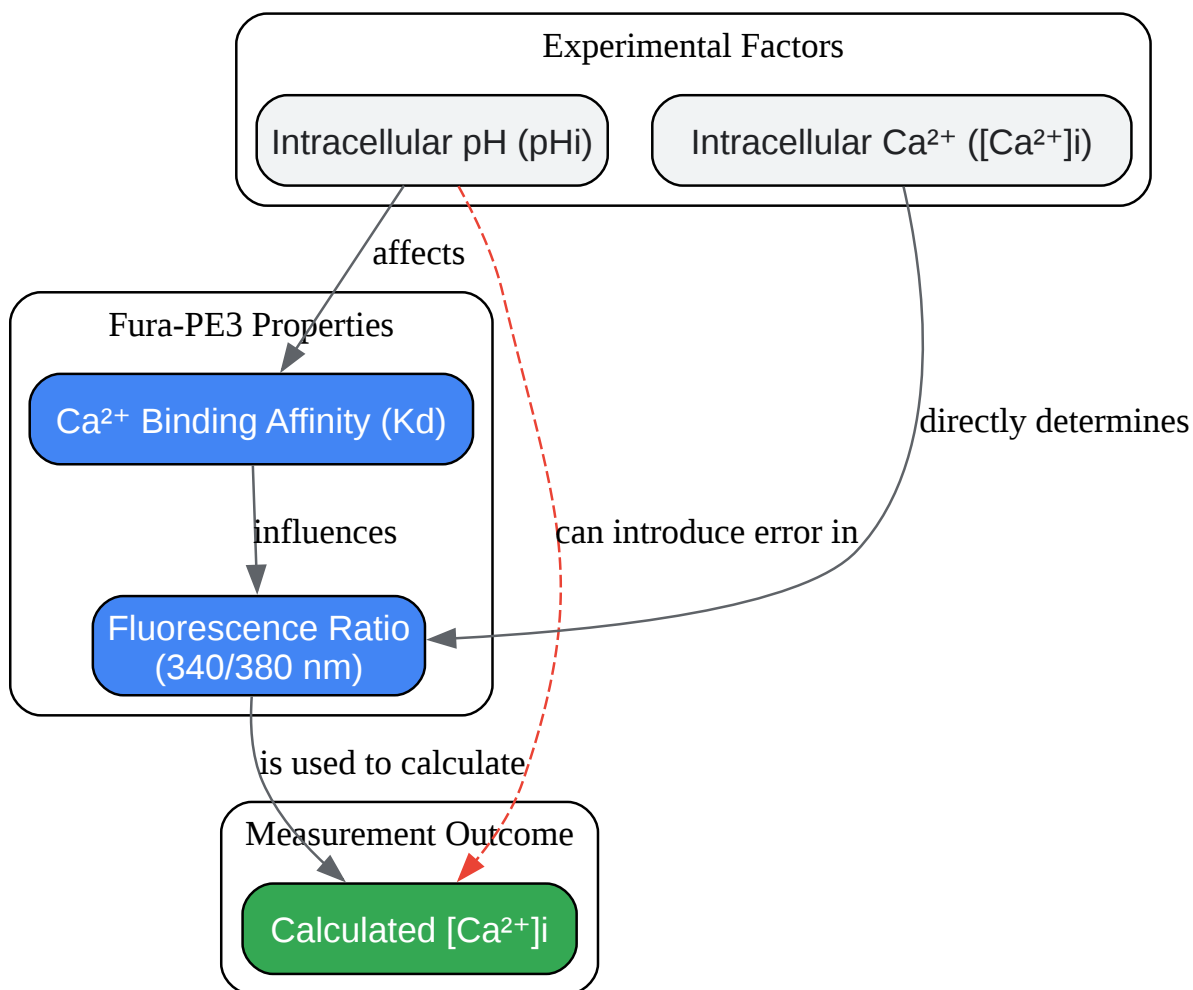 Experimental Factors
Intracellular pH (pHi)
Intracellular Ca²⁺ ([Ca²⁺]i)
affects
Fura-PE3 Properties
Ca²⁺ Binding Affinity (Kd)
directly determines
influences
can introduce error in
Fluorescence Ratio
(340/380 nm)
is used to calculate
Measurement Outcome
Calculated [Ca²⁺]i